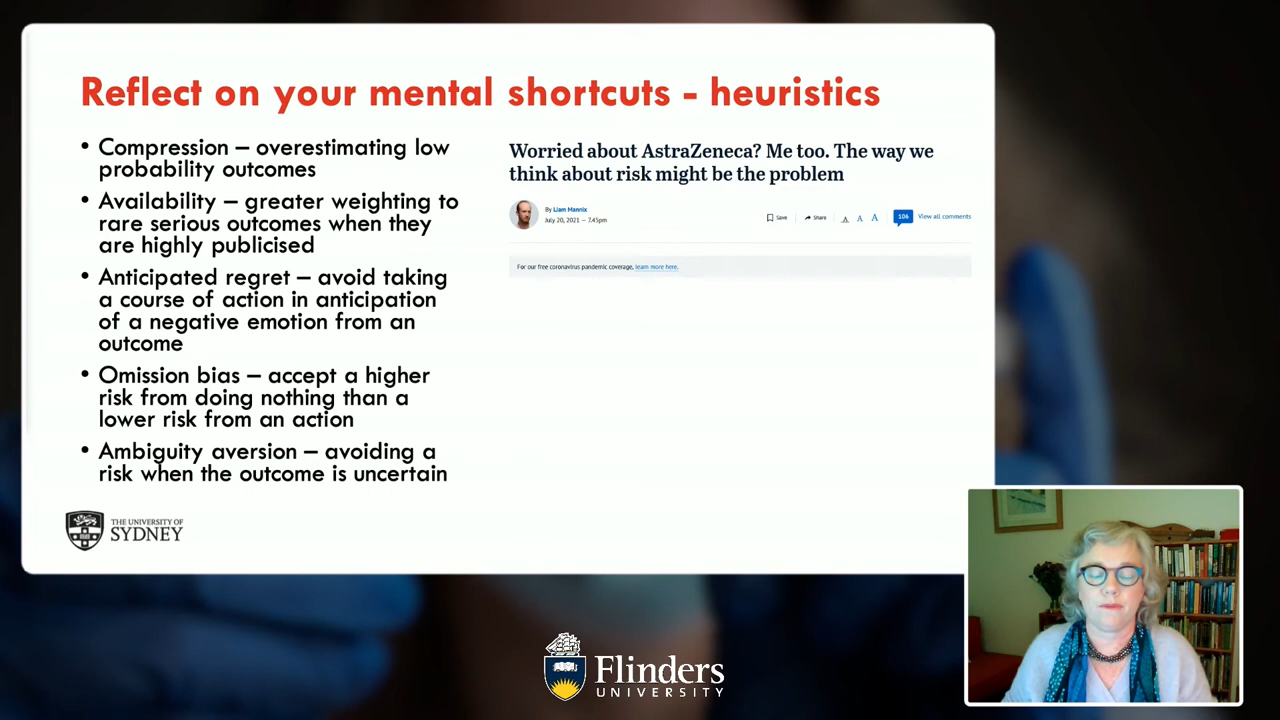 Reflect on your mental shortcuts - heuristics
• Compression – overestimating low
probability outcomes
• Availability – greater weighting to
rare serious outcomes when they
are highly publicised
• Anticipated regret – avoid taking
a course of action in anticipation
of a negative emotion from an
outcome
• Omission bias – accept a higher
risk from doing nothing than a
lower risk from an action
• Ambiguity aversion – avoiding a
risk when the outcome is uncertain
Worried about AstraZeneca? Me too. The way we
think about risk might be the problem
By Liam Mannix
July 20, 2021 – 7.45pm
Save
Share
A A A
106 View all comments
For our free coronavirus pandemic coverage, learn more here.
THE UNIVERSITY OF
SYDNEY
Flinders
UNIVERSITY